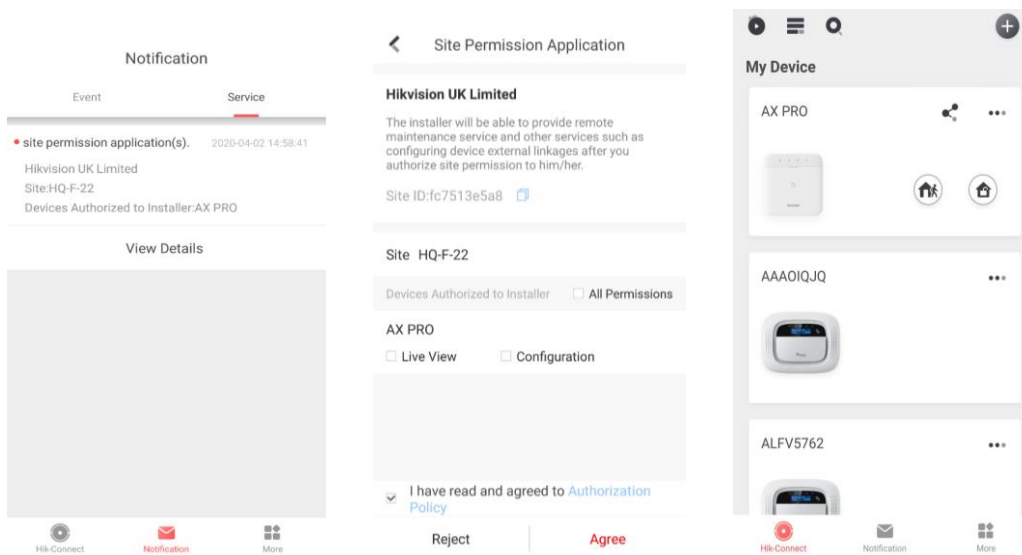 Notification
Event Service
site permission application(s). 2020-04-02 14:58:41
Hikvision UK Limited
Site:HQ-F-22
Devices Authorized to Installer:AX PRO
View Details
Hik-Connect Notification More
Site Permission Application
Hikvision UK Limited
The installer will be able to provide remote
maintenance service and other services such as
configuring device external linkages after you
authorize site permission to him/her.
Site ID:fc7513e5a8
Site HQ-F-22
Devices Authorized to Installer All Permissions
AX PRO
Live View Configuration
I have read and agreed to Authorization
Policy
Reject Agree
My Device
AX PRO
AAAOIQJQ
ALFV5762
Hik-Connect Notification More